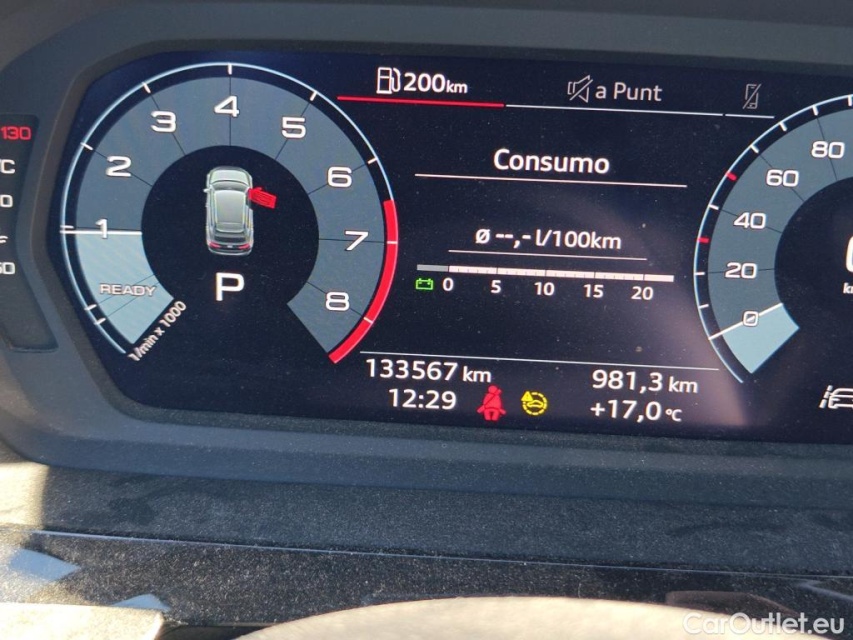 200km
a Punt
130
°C
4
3
5
2
6
1
7
8
READY
1/min x 1000
P
Consumo
Ø --,- l/100km
0 5 10 15 20
133567 km
12:29
981,3 km
+17,0 °C
80
60
40
20
0
CarOutlet.eu